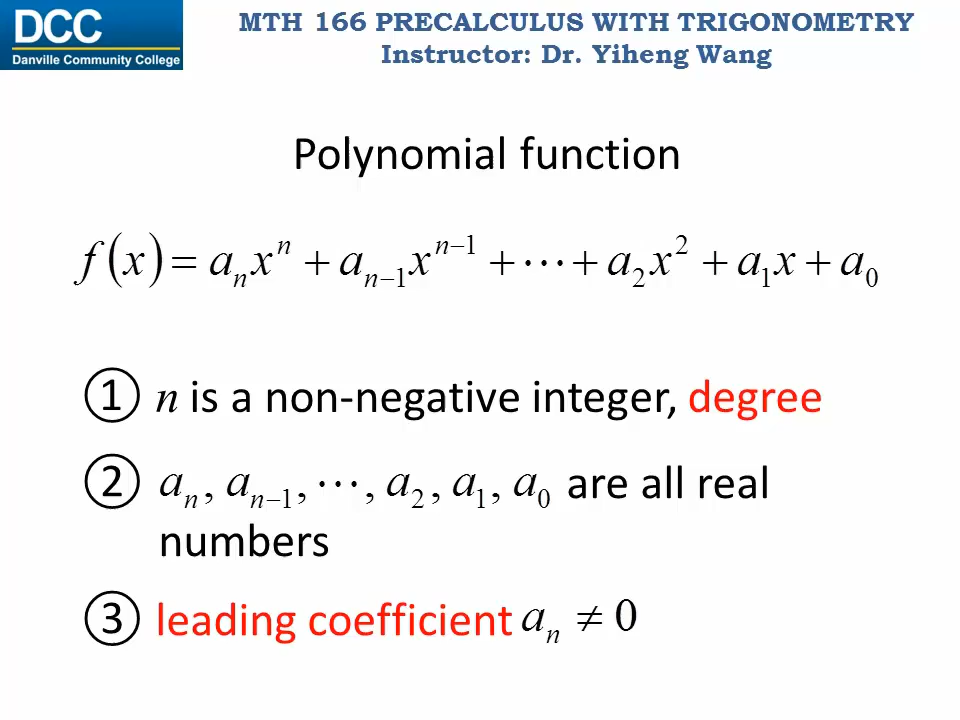 DCC
Danville Community College
MTH 166 PRECALCULUS WITH TRIGONOMETRY
Instructor: Dr. Yiheng Wang
Polynomial function
f(x) = aₙxⁿ + aₙ₋₁xⁿ⁻¹ + ⋯ + a₂x² + a₁x + a₀
① n is a non-negative integer, degree
② aₙ, aₙ₋₁, ⋯, a₂, a₁, a₀ are all real
numbers
③ leading coefficient aₙ ≠ 0